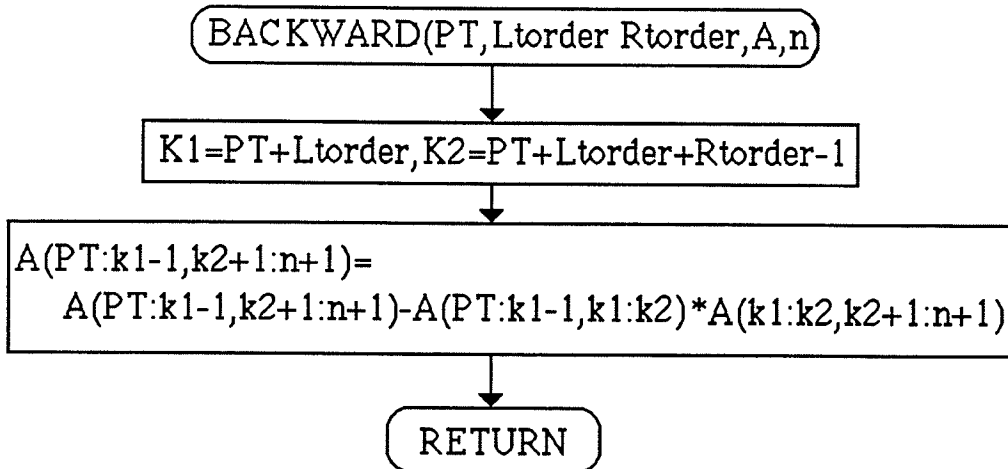 BACKWARD(PT,Ltorder Rtorder,A,n)
K1=PT+Ltorder,K2=PT+Ltorder+Rtorder-1
A(PT:k1-1,k2+1:n+1)=
A(PT:k1-1,k2+1:n+1)-A(PT:k1-1,k1:k2)*A(k1:k2,k2+1:n+1)
RETURN